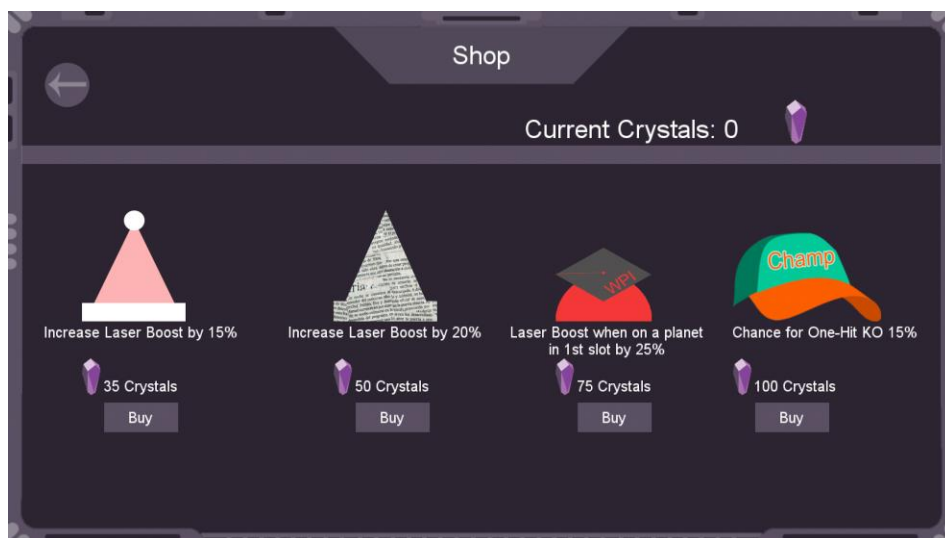 Shop
Current Crystals: 0
WPI
Champ
Increase Laser Boost by 15%
Increase Laser Boost by 20%
Laser Boost when on a planet
in 1st slot by 25%
Chance for One-Hit KO 15%
35 Crystals
50 Crystals
75 Crystals
100 Crystals
Buy
Buy
Buy
Buy